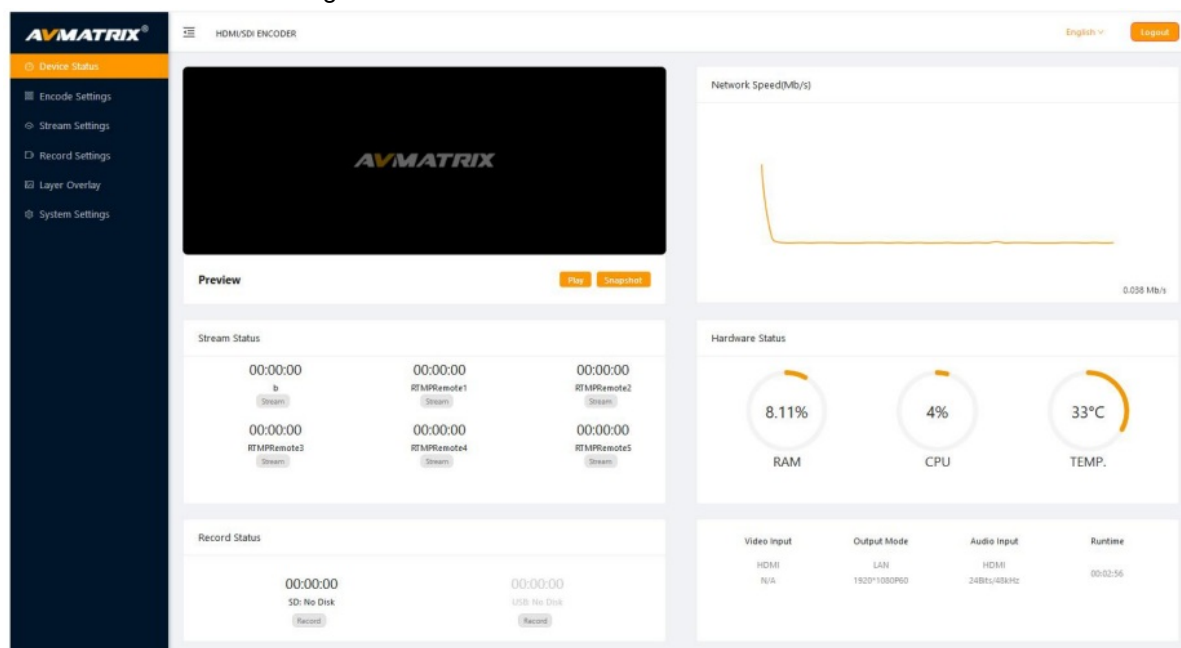 AVMATRIX®
HDMI/SDI ENCODER
English
Logout
Device Status
Encode Settings
Stream Settings
Record Settings
Layer Overlay
System Settings
AVMATRIX
Preview
Play
Snapshot
Network Speed(Mb/s)
0.038 Mb/s
Stream Status
00:00:00 00:00:00 00:00:00
b RTMPRemote1 RTMPRemote2
Stream Stream Stream
00:00:00 00:00:00 00:00:00
RTMPRemote3 RTMPRemote4 RTMPRemote5
Stream Stream Stream
Hardware Status
8.11% 4% 33°C
RAM CPU TEMP.
Record Status
00:00:00 00:00:00
SD: No Disk USB: No Disk
Record Record
Video Input Output Mode Audio Input Runtime
HDMI LAN HDMI 00:02:56
N/A 1920*1080P60 24Bits/48kHz